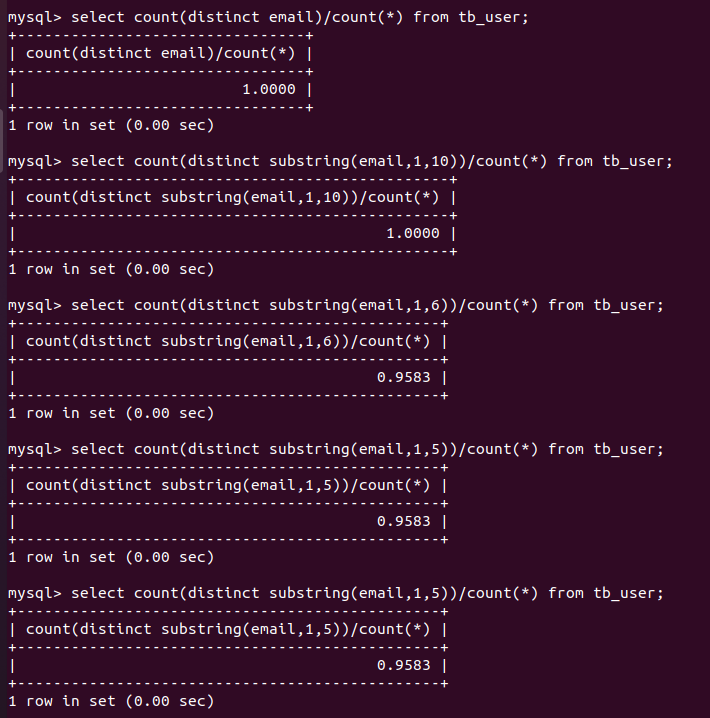 mysql> select count(distinct email)/count(*) from tb_user;
+--------------------------------+
| count(distinct email)/count(*) |
+--------------------------------+
|                         1.0000 |
+--------------------------------+
1 row in set (0.00 sec)
mysql> select count(distinct substring(email,1,10))/count(*) from tb_user;
+------------------------------------------------+
| count(distinct substring(email,1,10))/count(*) |
+------------------------------------------------+
|                                         1.0000 |
+------------------------------------------------+
1 row in set (0.00 sec)
mysql> select count(distinct substring(email,1,6))/count(*) from tb_user;
+-----------------------------------------------+
| count(distinct substring(email,1,6))/count(*) |
+-----------------------------------------------+
|                                        0.9583 |
+-----------------------------------------------+
1 row in set (0.00 sec)
mysql> select count(distinct substring(email,1,5))/count(*) from tb_user;
+-----------------------------------------------+
| count(distinct substring(email,1,5))/count(*) |
+-----------------------------------------------+
|                                        0.9583 |
+-----------------------------------------------+
1 row in set (0.00 sec)
mysql> select count(distinct substring(email,1,5))/count(*) from tb_user;
+-----------------------------------------------+
| count(distinct substring(email,1,5))/count(*) |
+-----------------------------------------------+
|                                        0.9583 |
+-----------------------------------------------+
1 row in set (0.00 sec)